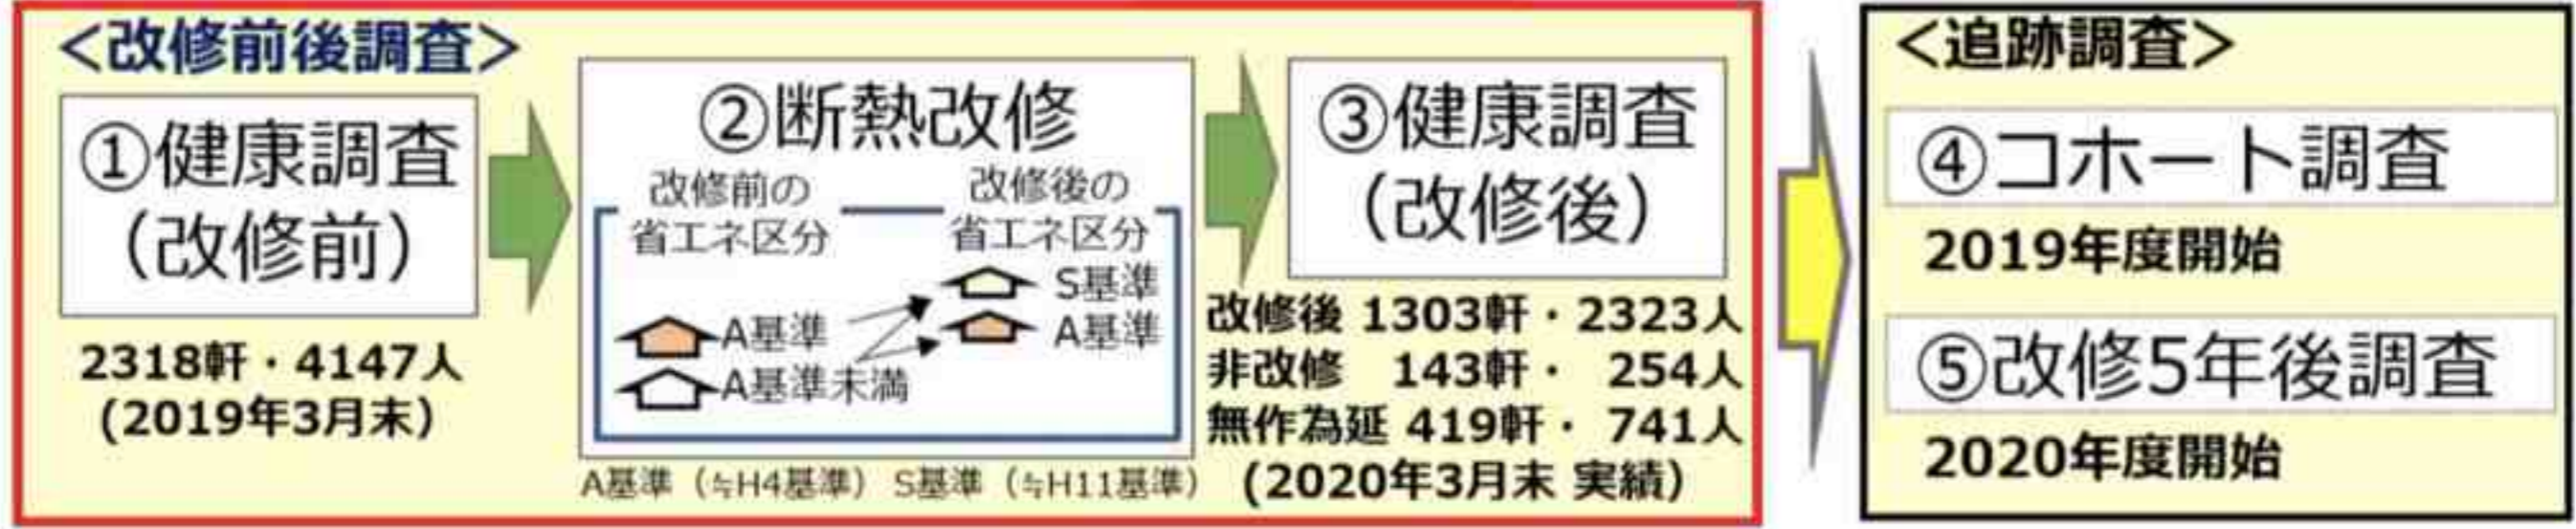 ＜改修前後調査＞
①健康調査
（改修前）
2318軒・4147人
(2019年3月末）
②断熱改修
改修前の
省エネ区分
改修後の
省エネ区分
S基準
A基準
A基準
A基準未満
A基準（≒H4基準） S基準（≒H11基準）
③健康調査
（改修後）
改修後 1303軒・2323人
非改修 143軒・ 254人
無作為延 419軒・ 741人
(2020年3月末 実績）
＜追跡調査＞
④コホート調査
2019年度開始
⑤改修5年後調査
2020年度開始